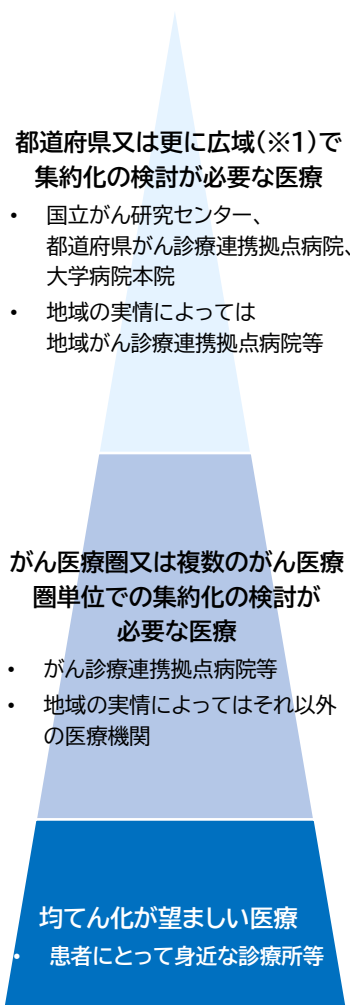 都道府県又は更に広域(※1)で
集約化の検討が必要な医療
• 国立がん研究センター、
都道府県がん診療連携拠点病院、
大学病院本院
• 地域の実情によっては
地域がん診療連携拠点病院等
がん医療圏又は複数のがん医療
圏単位での集約化の検討が
必要な医療
• がん診療連携拠点病院等
• 地域の実情によってはそれ以外
の医療機関
均てん化が望ましい医療
• 患者にとって身近な診療所等